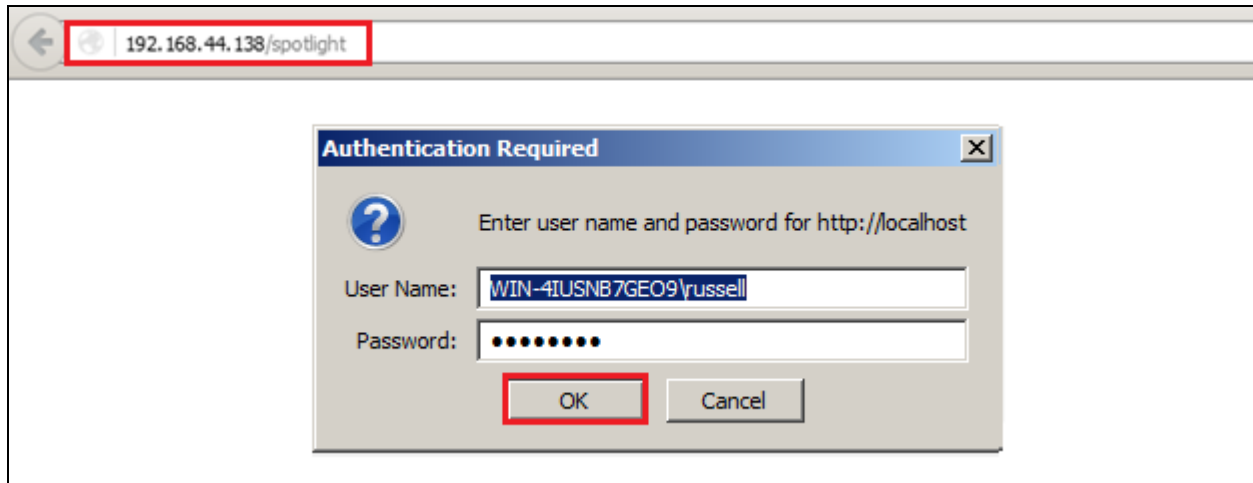 192.168.44.138/spotlight
Authentication Required
Enter user name and password for http://localhost
User Name: WIN-4IUSNB7GEO9\russell
Password: ●●●●●●●●
OK Cancel